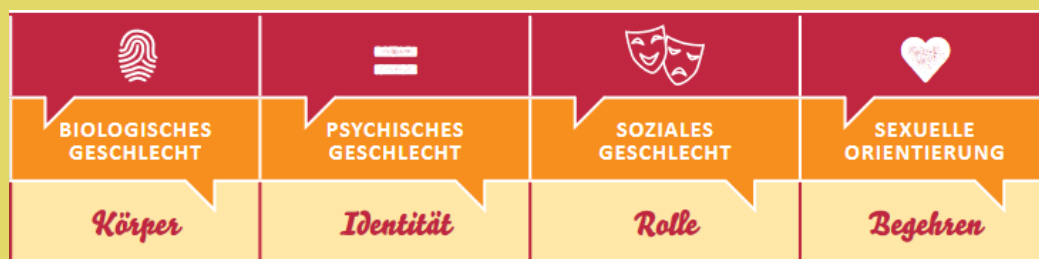 BIOLOGISCHES
GESCHLECHT
PSYCHISCHES
GESCHLECHT
SOZIALES
GESCHLECHT
SEXUELLE
ORIENTIERUNG
Körper
Identität
Rolle
Begehren